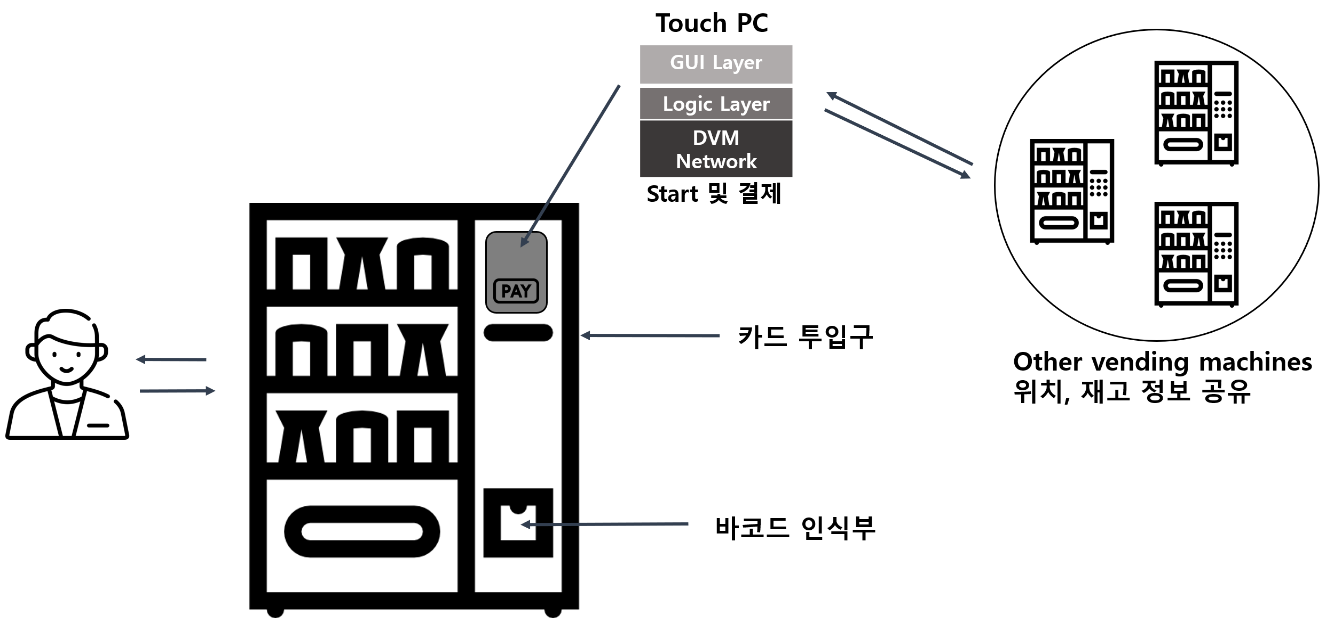 Touch PC
GUI Layer
Logic Layer
DVM
Network
Start 및 결제
PAY
카드 투입구
Other vending machines
위치, 재고 정보 공유
바코드 인식부